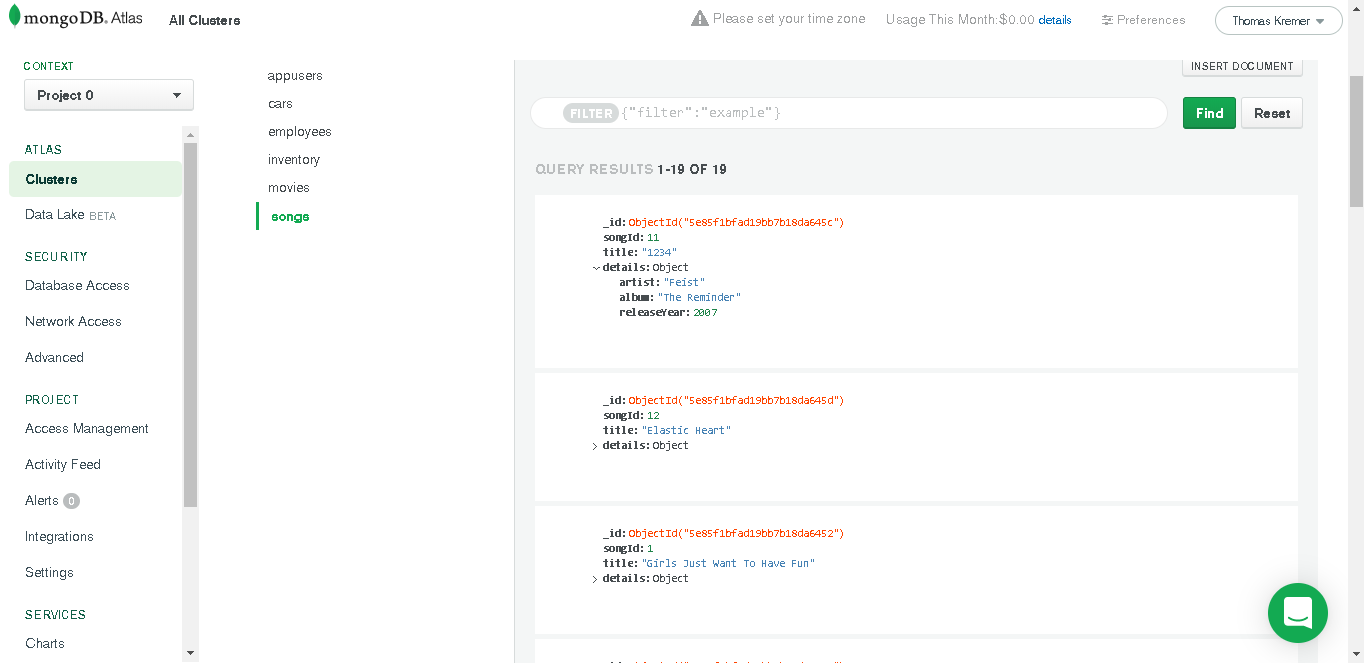 mongoDB. Atlas
All Clusters
Please set your time zone
Usage This Month:$0.00 details
Preferences
Thomas Kremer
CONTEXT
Project 0
ATLAS
Clusters
Data Lake BETA
SECURITY
Database Access
Network Access
Advanced
PROJECT
Access Management
Activity Feed
Alerts 0
Integrations
Settings
SERVICES
Charts
appusers
cars
employees
inventory
movies
songs
INSERT DOCUMENT
FILTER {"filter":"example"}
Find
Reset
QUERY RESULTS 1-19 OF 19
_id: ObjectId("5e85f1bfad19bb7b18da645c")
songId: 11
title: "1234"
details: Object
artist: "Feist"
album: "The Reminder"
releaseYear: 2007
_id: ObjectId("5e85f1bfad19bb7b18da645d")
songId: 12
title: "Elastic Heart"
details: Object
_id: ObjectId("5e85f1bfad19bb7b18da6452")
songId: 1
title: "Girls Just Want To Have Fun"
details: Object